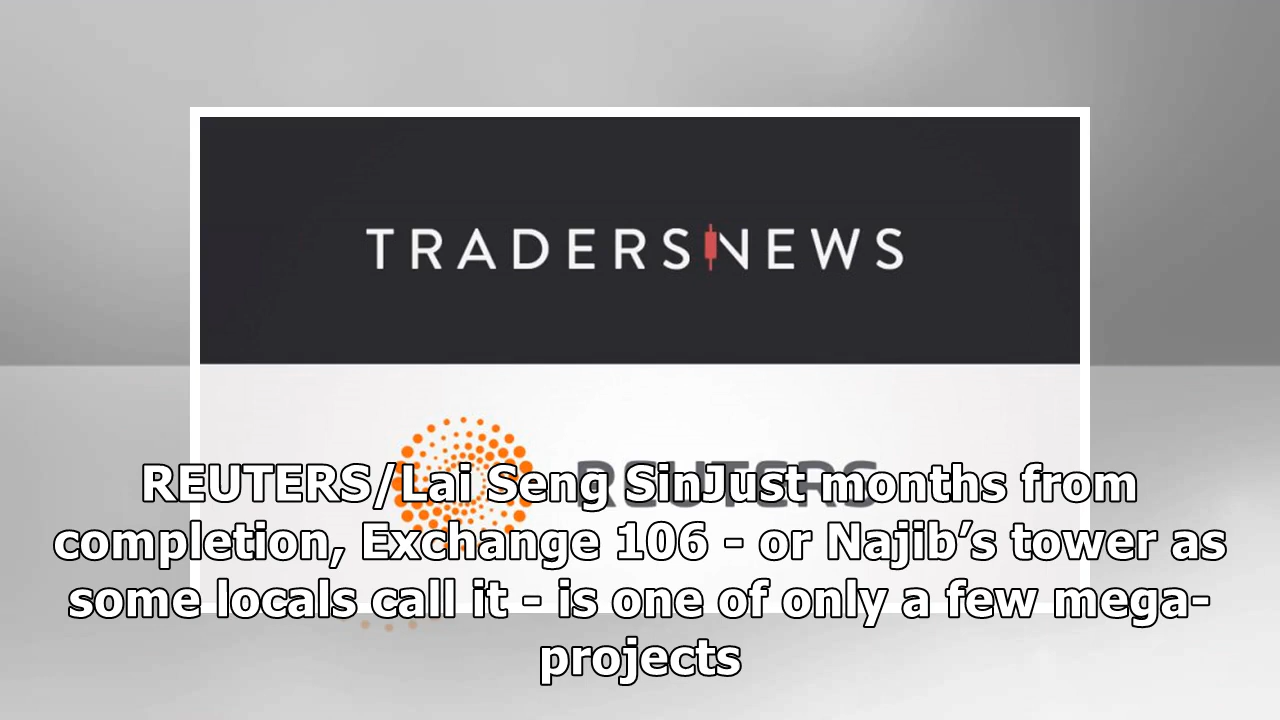 TRADERSNEWS
REUTERS
REUTERS/Lai Seng SinJust months from
completion, Exchange 106 - or Najib’s tower as
some locals call it - is one of only a few mega-
projects